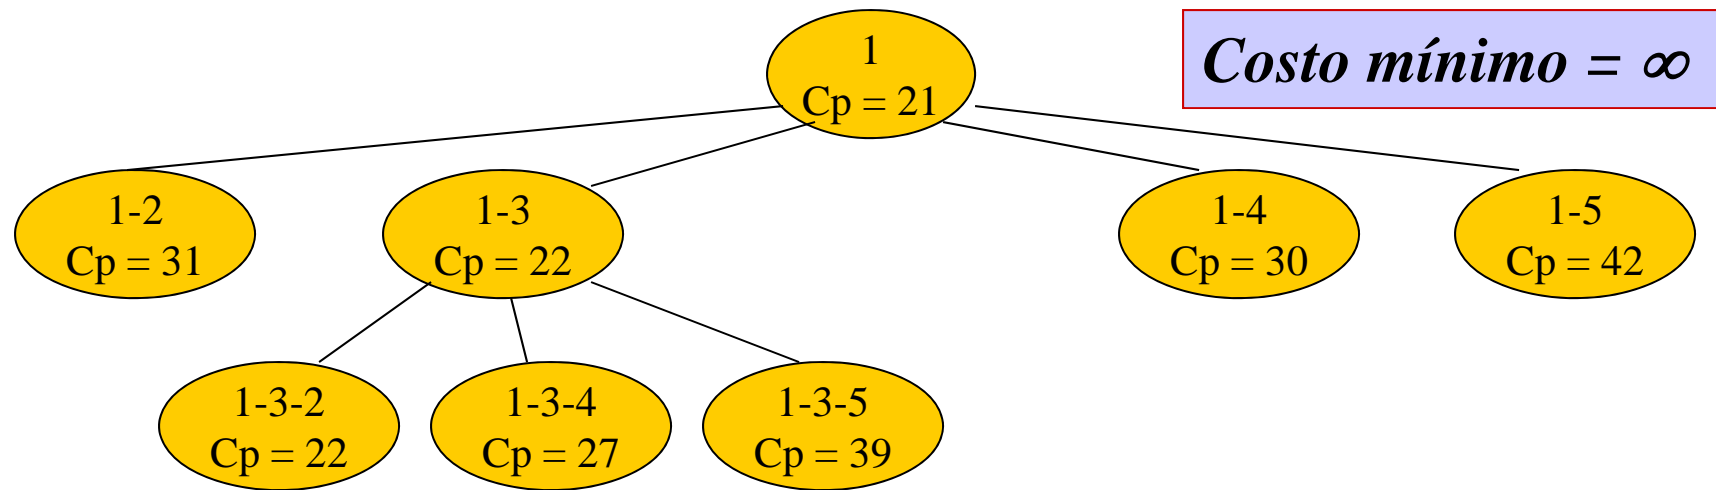 1
Cp = 21
Costo mínimo = ∞
1-2
Cp = 31
1-3
Cp = 22
1-4
Cp = 30
1-5
Cp = 42
1-3-2
Cp = 22
1-3-4
Cp = 27
1-3-5
Cp = 39